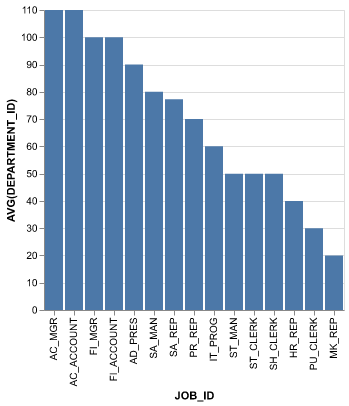 110
100
90
80
70
60
50
40
30
20
10
0
AVG(DEPARTMENT_ID)
AC_MGR
AC_ACCOUNT
FI_MGR
FI_ACCOUNT
AD_PRES
SA_MAN
SA_REP
PR_REP
IT_PROG
ST_MAN
ST_CLERK
SH_CLERK
HR_REP
PU_CLERK
MK_REP
JOB_ID